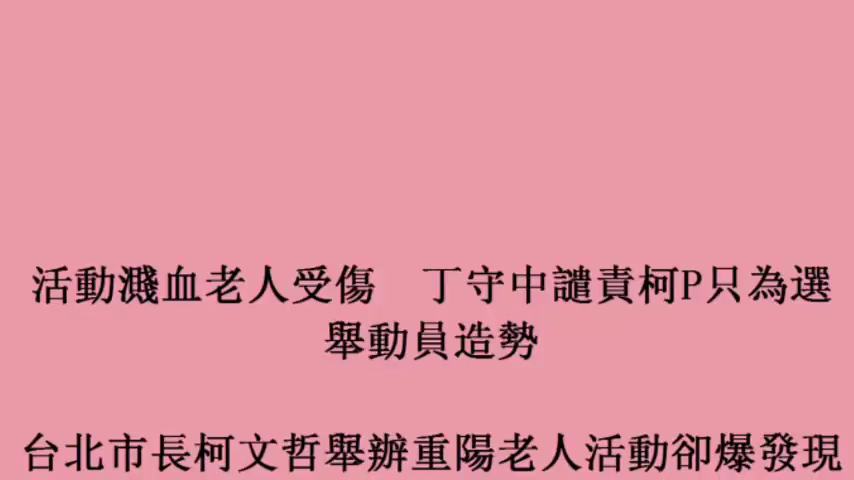 活動濺血老人受傷　丁守中譴責柯P只為選
舉動員造勢
台北市長柯文哲舉辦重陽老人活動卻爆發現